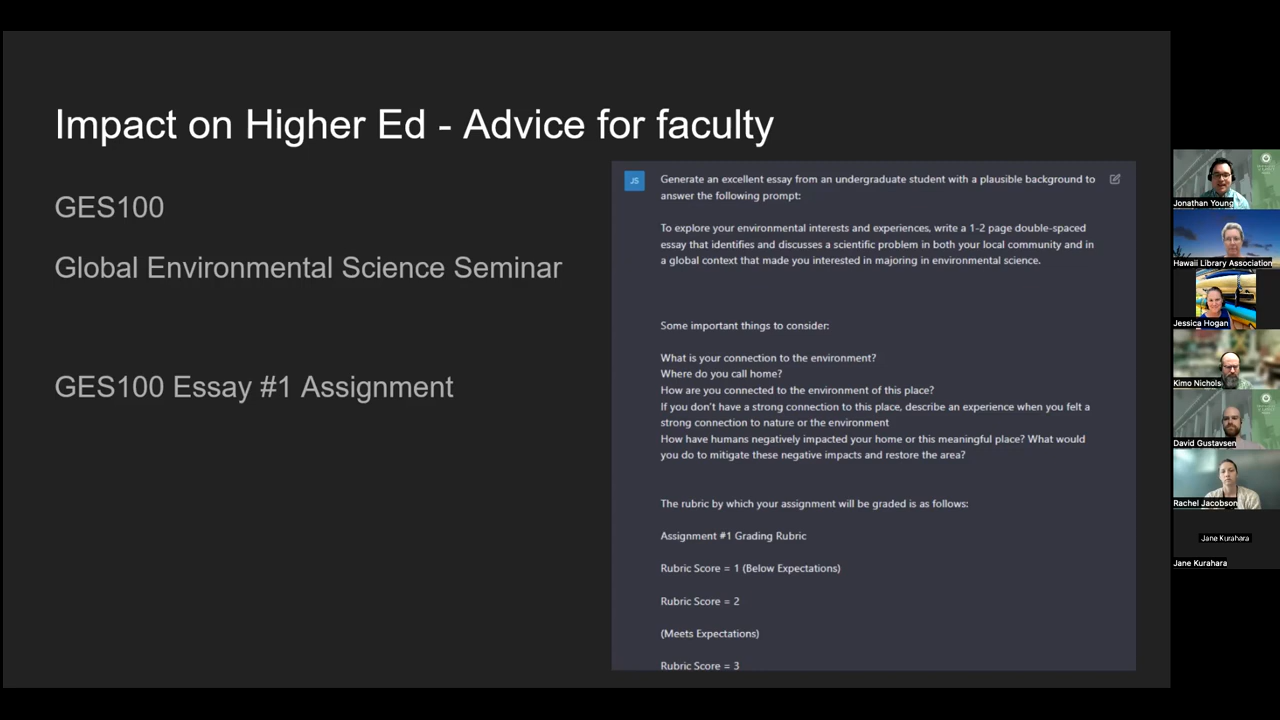 Impact on Higher Ed - Advice for faculty
GES100
Global Environmental Science Seminar
GES100 Essay #1 Assignment
JS
Generate an excellent essay from an undergraduate student with a plausible background to
answer the following prompt:
To explore your environmental interests and experiences, write a 1-2 page double-spaced
essay that identifies and discusses a scientific problem in both your local community and in
a global context that made you interested in majoring in environmental science.
Some important things to consider:
What is your connection to the environment?
Where do you call home?
How are you connected to the environment of this place?
If you don't have a strong connection to this place, describe an experience when you felt a
strong connection to nature or the environment
How have humans negatively impacted your home or this meaningful place? What would
you do to mitigate these negative impacts and restore the area?
The rubric by which your assignment will be graded is as follows:
Assignment #1 Grading Rubric
Rubric Score = 1 (Below Expectations)
Rubric Score = 2
(Meets Expectations)
Rubric Score = 3
Jonathan Young
Hawaii Library Association
Jessica Hogan
Kimo Nichols
David Gustavsen
Rachel Jacobson
Jane Kurahara
Jane Kurahara